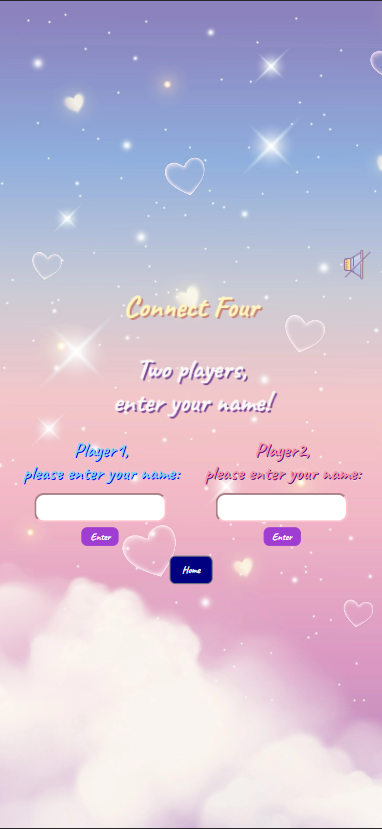 Connect Four
Two players,
enter your name!
Player1,
please enter your name:
Enter
Player2,
please enter your name:
Enter
Home